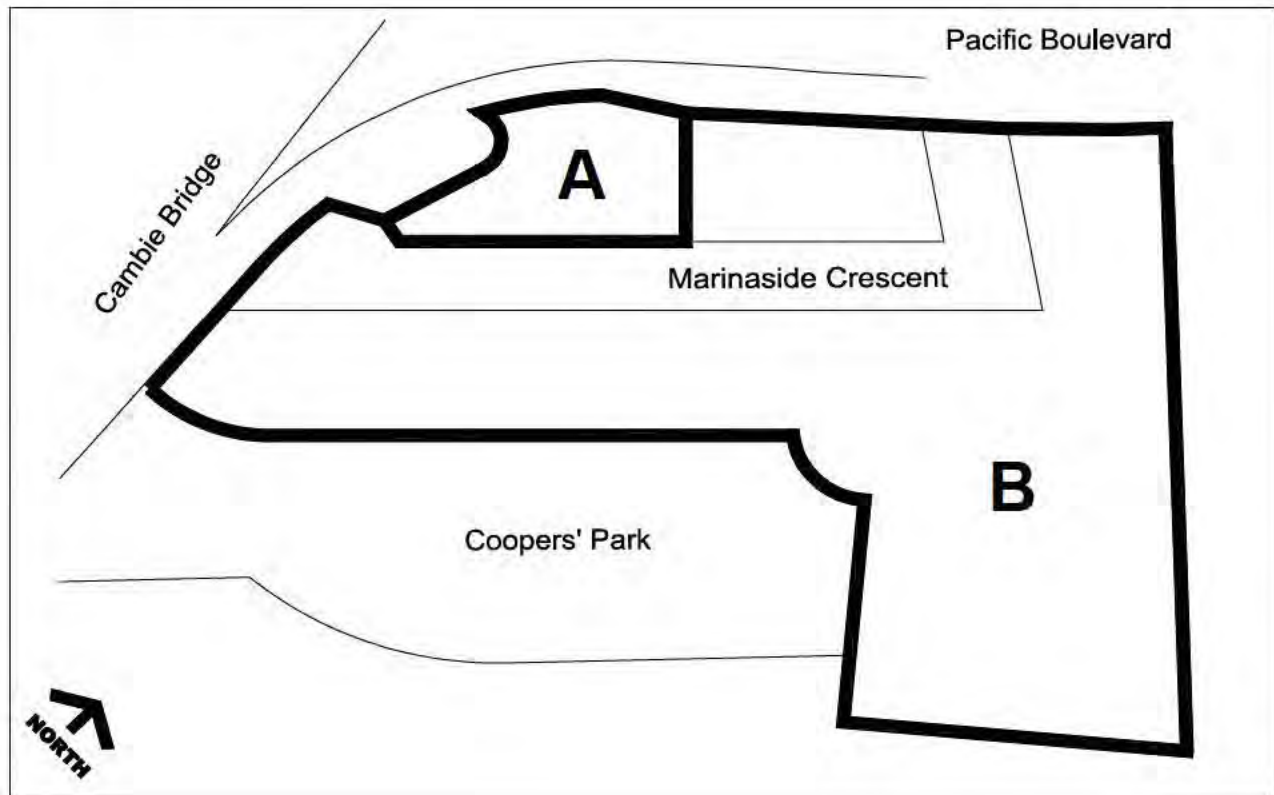 Pacific Boulevard
Cambie Bridge
A
Marinaside Crescent
B
Coopers' Park
NORTH